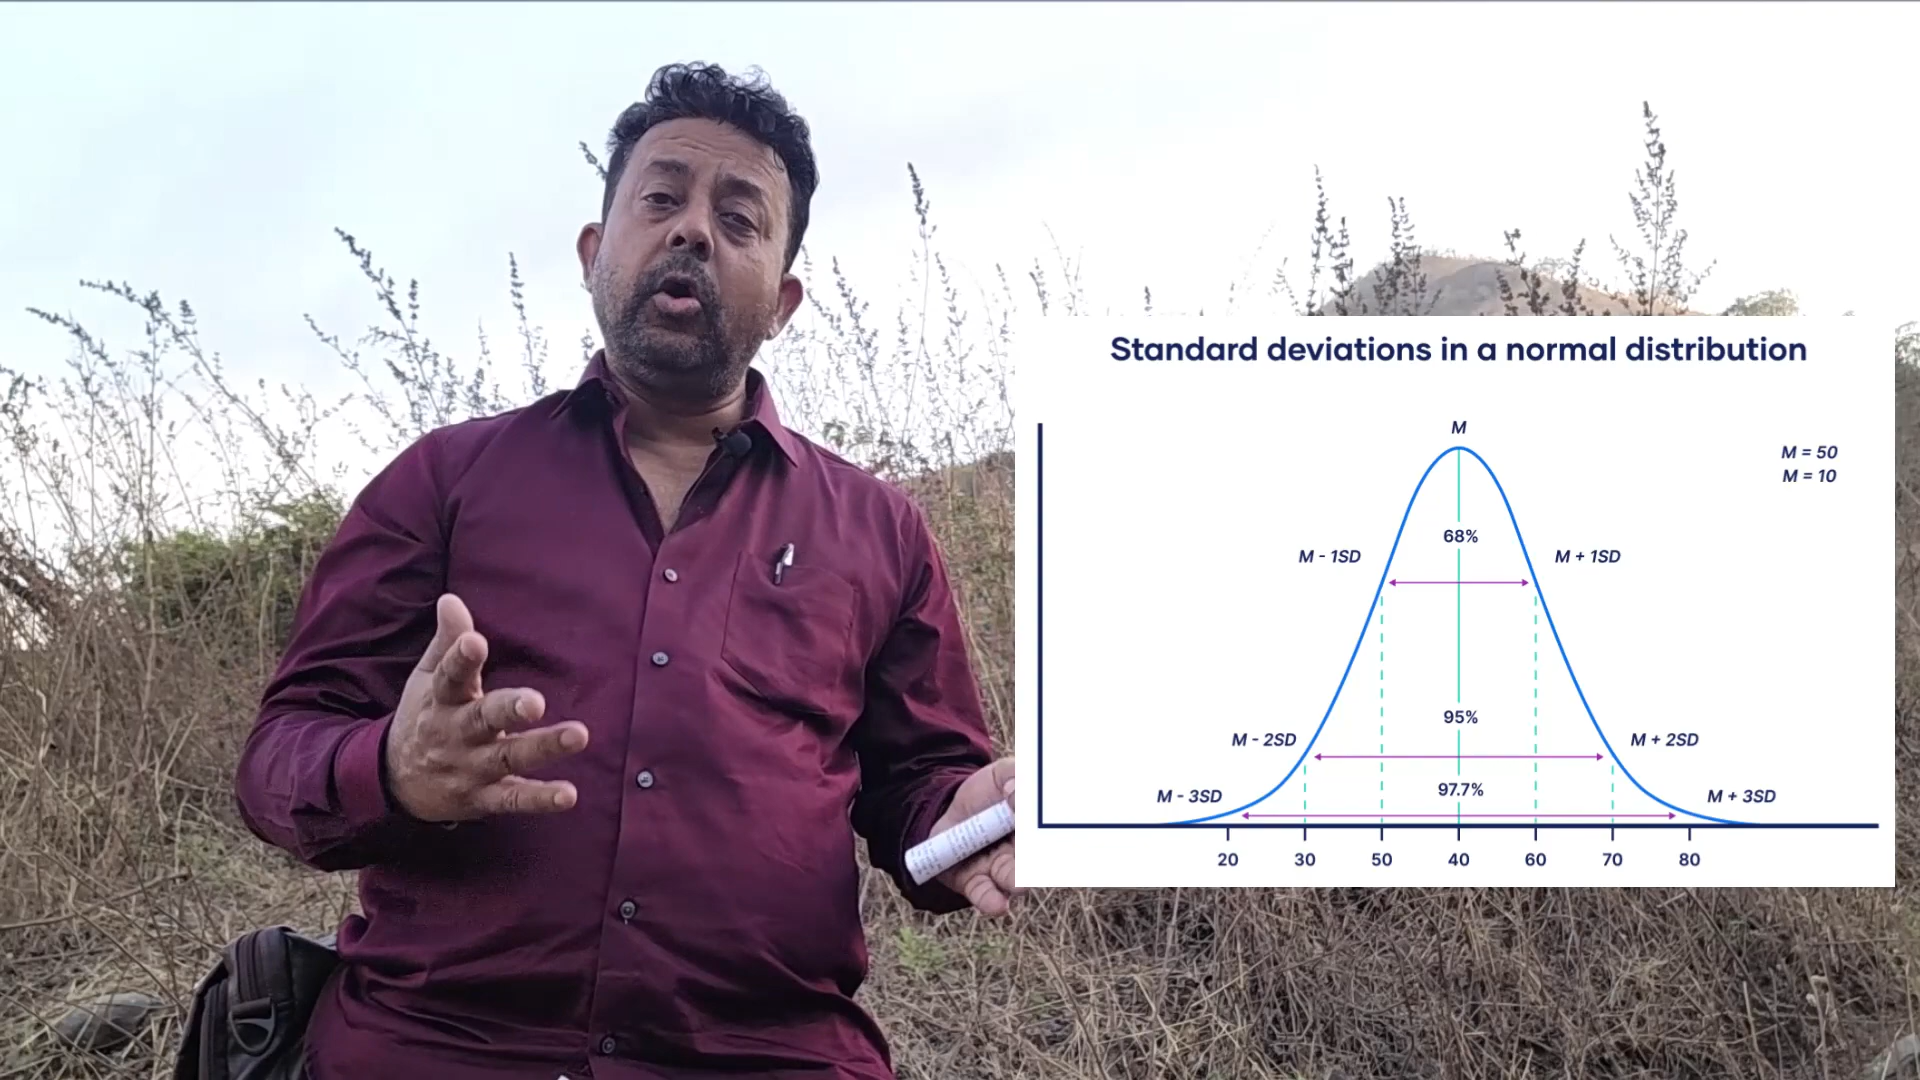 Standard deviations in a normal distribution
M
M = 50
M = 10
68%
M - 1SD
M + 1SD
95%
M - 2SD
M + 2SD
97.7%
M - 3SD
M + 3SD
20 30 50 40 60 70 80